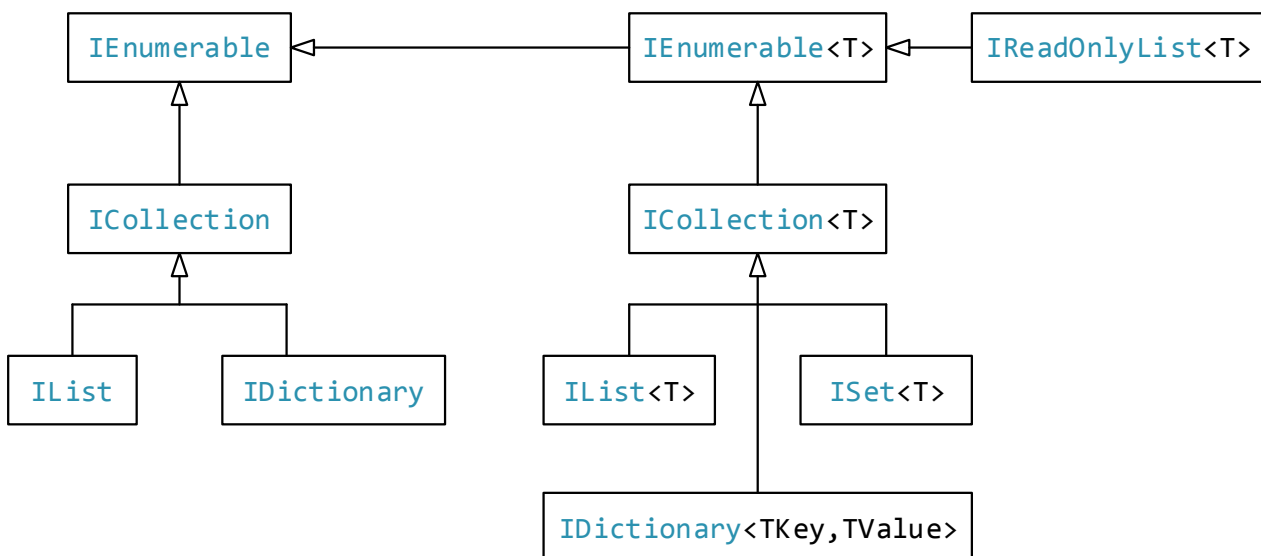 IEnumerable
IEnumerable<T>
IReadOnlyList<T>
ICollection
ICollection<T>
IList
IDictionary
IList<T>
ISet<T>
IDictionary<TKey,TValue>